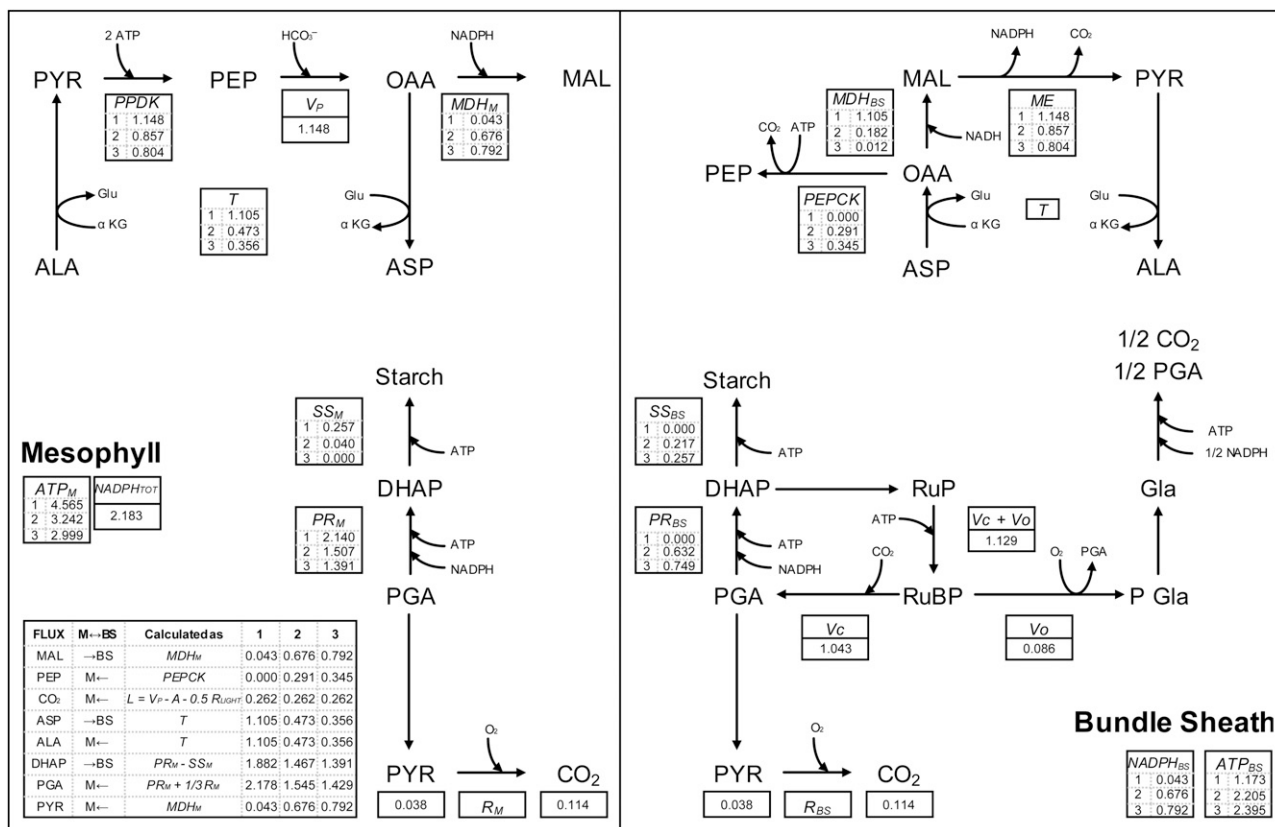 2 ATP
HCO₃⁻
NADPH
PYR
PEP
OAA
MAL
PPDK
1 1.148
2 0.857
3 0.804
VP
1.148
MDHM
1 0.043
2 0.676
3 0.792
Glu
α KG
T
1 1.105
2 0.473
3 0.356
Glu
α KG
ALA
ASP
Starch
SSM
1 0.257
2 0.040
3 0.000
ATP
Mesophyll
ATPM
1 4.565
2 3.242
3 2.999
NADPHTOT
2.183
DHAP
PRM
1 2.140
2 1.507
3 1.391
ATP
NADPH
PGA
FLUX M↔BS Calculated as 1 2 3
MAL →BS MDHM 0.043 0.676 0.792
PEP M← PEPCK 0.000 0.291 0.345
CO₂ M← L = VP - A - 0.5 RLIGHT 0.262 0.262 0.262
ASP →BS T 1.105 0.473 0.356
ALA M← T 1.105 0.473 0.356
DHAP →BS PRM - SSM 1.882 1.467 1.391
PGA M← PRM + 1/3 RM 2.178 1.545 1.429
PYR M← MDHM 0.043 0.676 0.792
O₂
PYR
CO₂
0.038
RM
0.114
NADPH
CO₂
MAL
PYR
MDHBS
1 1.105
2 0.182
3 0.012
ME
1 1.148
2 0.857
3 0.804
NADH
CO₂
ATP
PEP
OAA
PEPCK
1 0.000
2 0.291
3 0.345
Glu
α KG
T
Glu
α KG
ASP
ALA
1/2 CO₂
1/2 PGA
Starch
SSBS
1 0.000
2 0.217
3 0.257
ATP
ATP
1/2 NADPH
DHAP
RuP
Gla
PRBS
1 0.000
2 0.632
3 0.749
ATP
NADPH
ATP
Vc + Vo
1.129
CO₂
O₂
PGA
PGA
RuBP
P Gla
Vc
1.043
Vo
0.086
Bundle Sheath
O₂
PYR
CO₂
0.038
RBS
0.114
NADPHBS
1 0.043
2 0.676
3 0.792
ATPBS
1 1.173
2 2.205
3 2.395